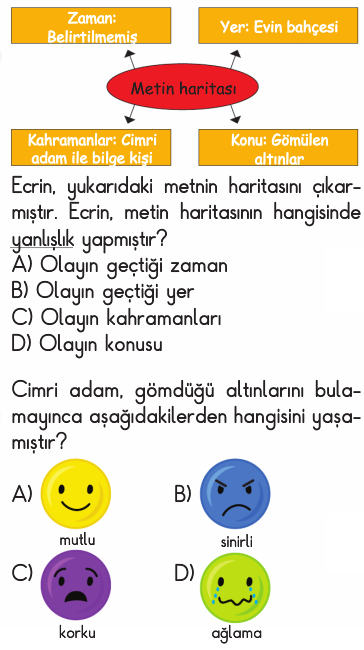 Zaman:
Belirtilmemiş
Yer: Evin bahçesi
Metin haritası
Kahramanlar: Cimri
adam ile bilge kişi
Konu: Gömülen
altınlar
Ecrin, yukarıdaki metnin haritasını çıkar-
mıştır. Ecrin, metin haritasının hangisinde
yanlışlık yapmıştır?
A) Olayın geçtiği zaman
B) Olayın geçtiği yer
C) Olayın kahramanları
D) Olayın konusu
Cimri adam, gömdüğü altınlarını bula-
mayınca aşağıdakilerden hangisini yaşa-
mıştır?
A)
mutlu
B)
sinirli
C)
korku
D)
ağlama